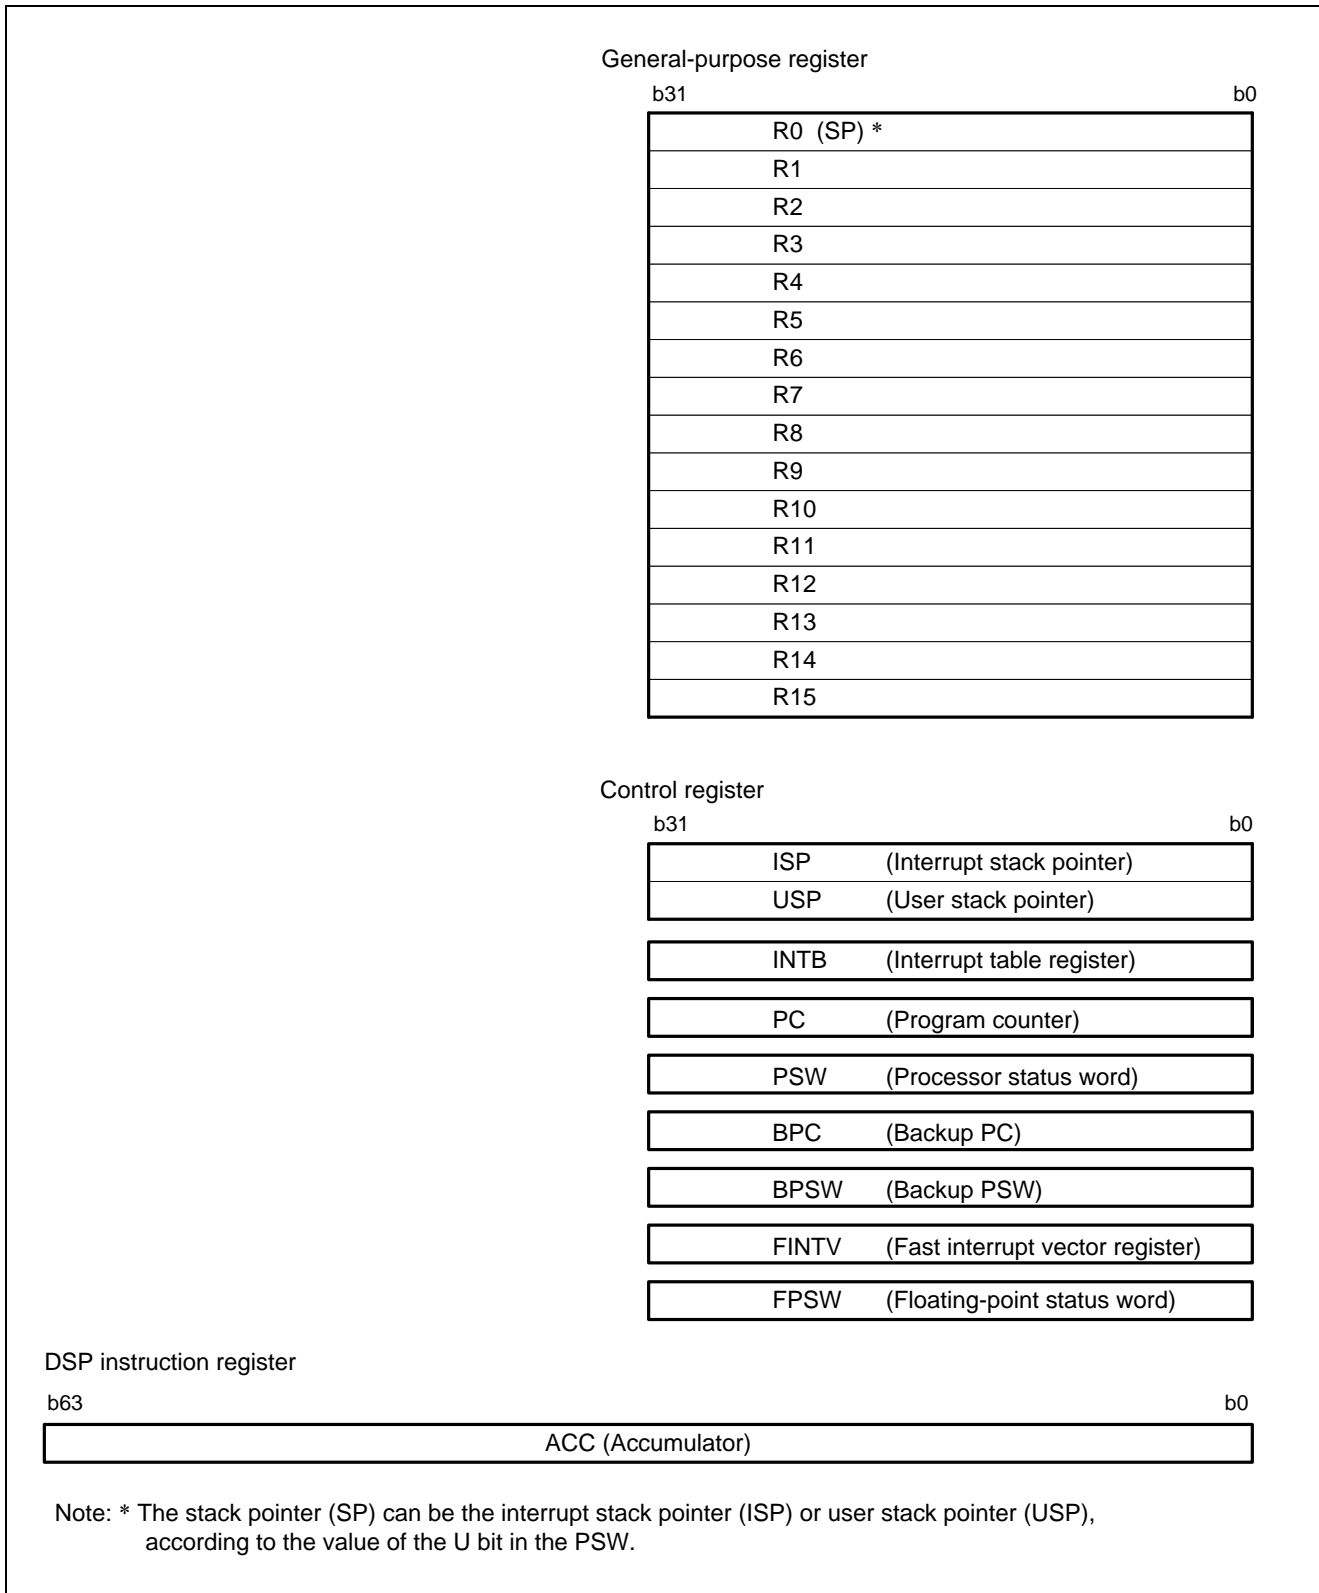 General-purpose register
b31 b0
R0 (SP) *
R1
R2
R3
R4
R5
R6
R7
R8
R9
R10
R11
R12
R13
R14
R15
Control register
b31 b0
ISP (Interrupt stack pointer)
USP (User stack pointer)
INTB (Interrupt table register)
PC (Program counter)
PSW (Processor status word)
BPC (Backup PC)
BPSW (Backup PSW)
FINTV (Fast interrupt vector register)
FPSW (Floating-point status word)
DSP instruction register
b63 b0
ACC (Accumulator)
Note: * The stack pointer (SP) can be the interrupt stack pointer (ISP) or user stack pointer (USP),
according to the value of the U bit in the PSW.